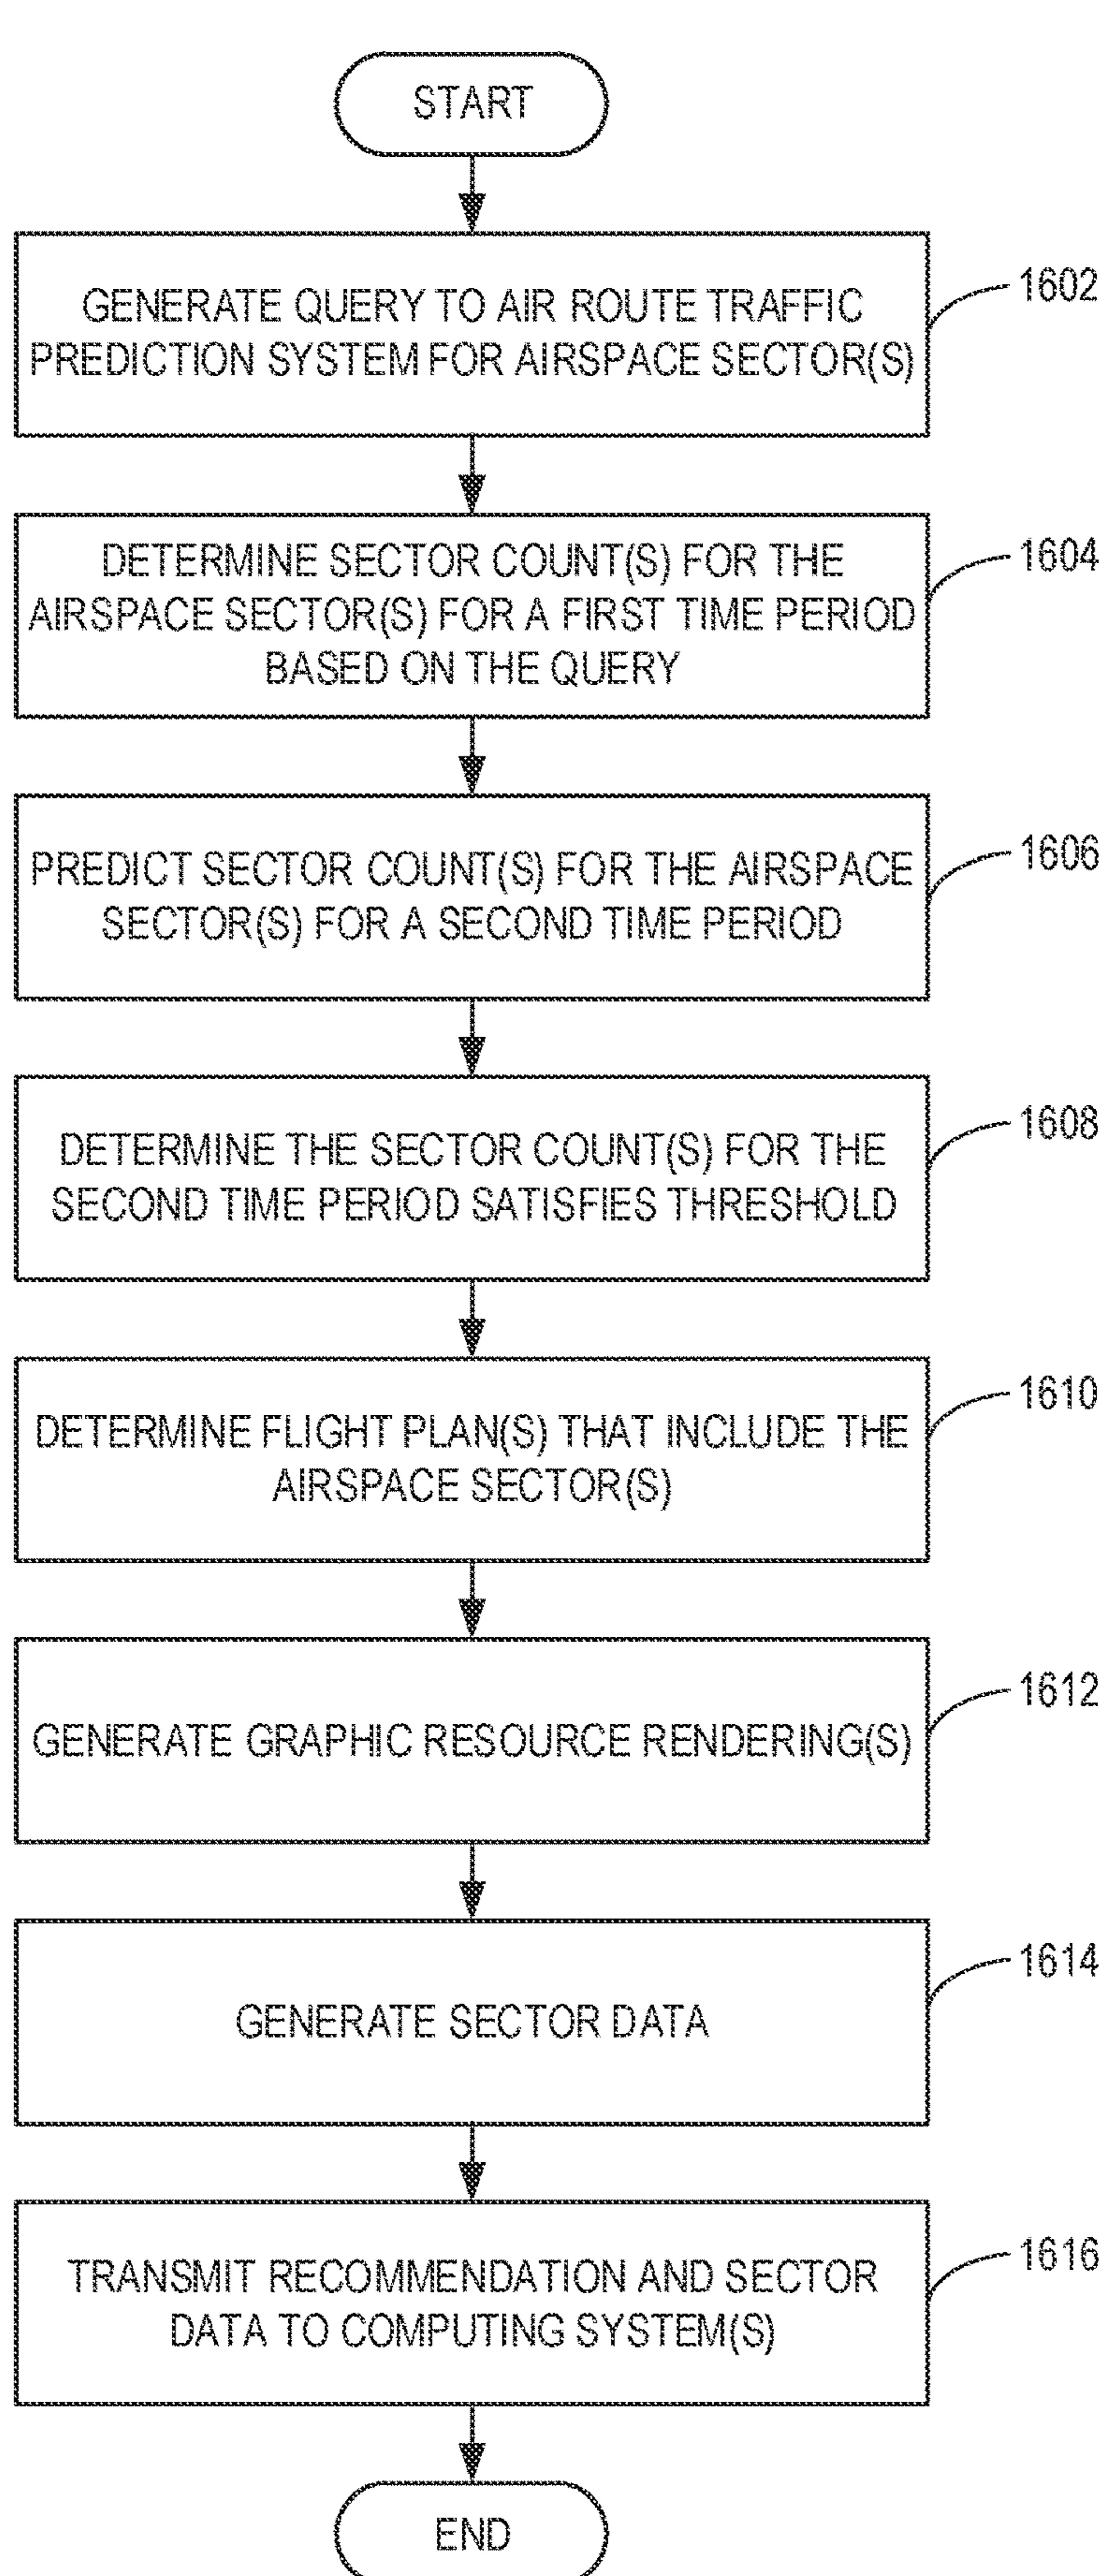 START
GENERATE QUERY TO AIR ROUTE TRAFFIC
PREDICTION SYSTEM FOR AIRSPACE SECTOR(S)
1602
DETERMINE SECTOR COUNT(S) FOR THE
AIRSPACE SECTOR(S) FOR A FIRST TIME PERIOD
BASED ON THE QUERY
1604
PREDICT SECTOR COUNT(S) FOR THE AIRSPACE
SECTOR(S) FOR A SECOND TIME PERIOD
1606
DETERMINE THE SECTOR COUNT(S) FOR THE
SECOND TIME PERIOD SATISFIES THRESHOLD
1608
DETERMINE FLIGHT PLAN(S) THAT INCLUDE THE
AIRSPACE SECTOR(S)
1610
GENERATE GRAPHIC RESOURCE RENDERING(S)
1612
GENERATE SECTOR DATA
1614
TRANSMIT RECOMMENDATION AND SECTOR
DATA TO COMPUTING SYSTEM(S)
1616
END